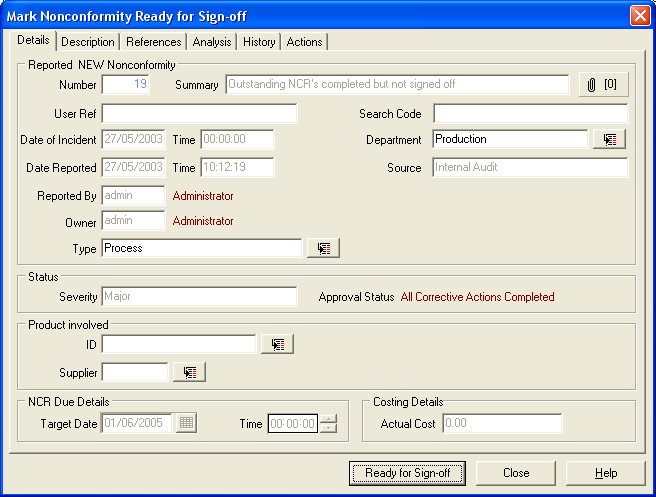 Mark Nonconformity Ready for Sign-off
Details Description References Analysis History Actions
Reported NEW Nonconformity
Number 19 Summary Outstanding NCR's completed but not signed off [0]
User Ref Search Code
Date of Incident 27/05/2003 Time 00:00:00 Department Production
Date Reported 27/05/2003 Time 10:12:19 Source Internal Audit
Reported By admin Administrator
Owner admin Administrator
Type Process
Status
Severity Major Approval Status All Corrective Actions Completed
Product involved
ID
Supplier
NCR Due Details Costing Details
Target Date 01/06/2005 Time 00:00:00 Actual Cost 0.00
Ready for Sign-off Close Help